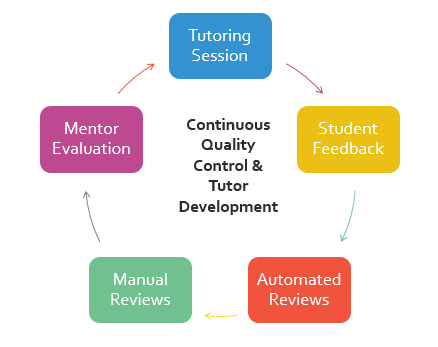 Tutoring
Session
Student
Feedback
Automated
Reviews
Manual
Reviews
Mentor
Evaluation
Continuous
Quality
Control &
Tutor
Development